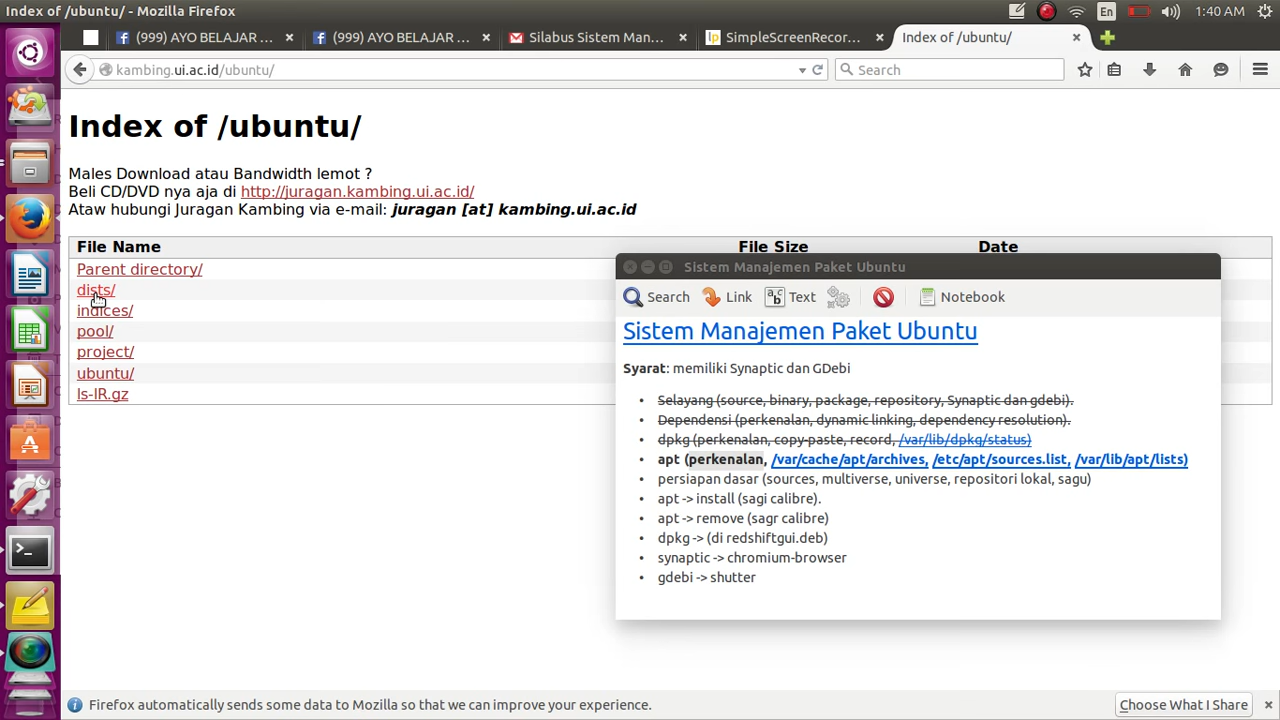 Index of /ubuntu/ - Mozilla Firefox
En
1:40 AM
(999) AYO BELAJAR ...
(999) AYO BELAJAR ...
Silabus Sistem Man...
SimpleScreenRecor...
Index of /ubuntu/
kambing.ui.ac.id/ubuntu/
Search
Index of /ubuntu/
Males Download atau Bandwidth lemot ?
Beli CD/DVD nya aja di http://juragan.kambing.ui.ac.id/
Ataw hubungi Juragan Kambing via e-mail: juragan [at] kambing.ui.ac.id
File Name File Size Date
Parent directory/
dists/
indices/
pool/
project/
ubuntu/
ls-lR.gz
Sistem Manajemen Paket Ubuntu
Search Link Text Notebook
Sistem Manajemen Paket Ubuntu
Syarat: memiliki Synaptic dan GDebi
• Selayang (source, binary, package, repository, Synaptic dan gdebi).
• Dependensi (perkenalan, dynamic linking, dependency resolution).
• dpkg (perkenalan, copy-paste, record, /var/lib/dpkg/status)
• apt (perkenalan, /var/cache/apt/archives, /etc/apt/sources.list, /var/lib/apt/lists)
• persiapan dasar (sources, multiverse, universe, repositori lokal, sagu)
• apt -> install (sagi calibre).
• apt -> remove (sagr calibre)
• dpkg -> (di redshiftgui.deb)
• synaptic -> chromium-browser
• gdebi -> shutter
Firefox automatically sends some data to Mozilla so that we can improve your experience.
Choose What I Share